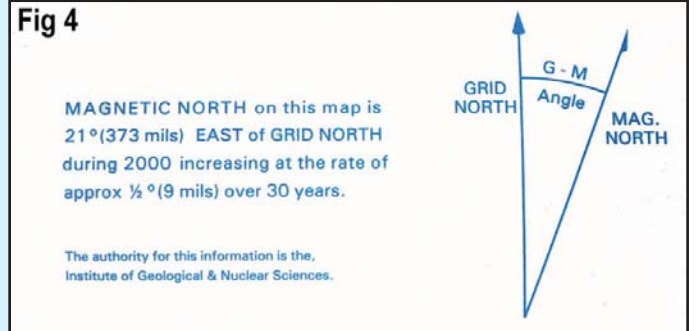 Fig 4
MAGNETIC NORTH on this map is
21°(373 mils) EAST of GRID NORTH
during 2000 increasing at the rate of
approx ½ °(9 mils) over 30 years.
The authority for this information is the,
Institute of Geological & Nuclear Sciences.
GRID
NORTH
G - M
Angle
MAG.
NORTH